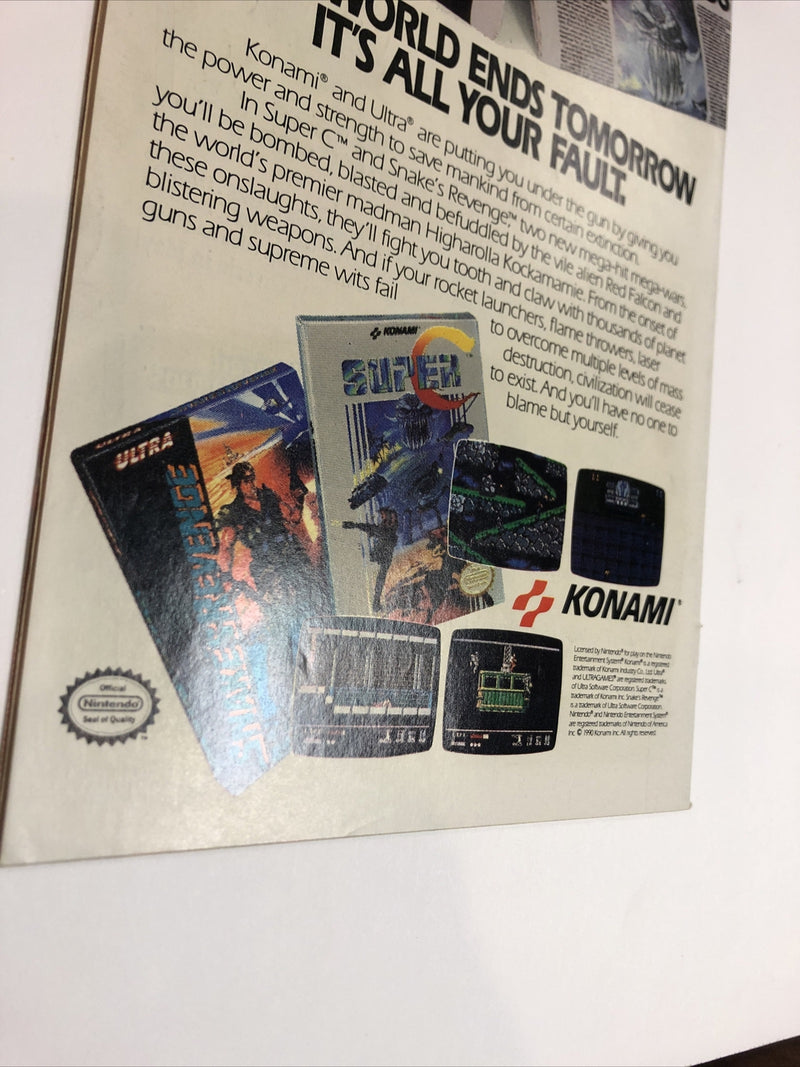 WORLD ENDS TOMORROW
IT'S ALL YOUR FAULT.
Konami® and Ultra® are putting you under the gun by giving you
the power and strength to save mankind from certain extinction.
In Super C™ and Snake's Revenge,™ two new mega-hit mega-wars,
you'll be bombed, blasted and befuddled by the vile alien Red Falcon and
the world's premier madman Higharolla Kockamamie. From the onset of
these onslaughts, they'll fight you tooth and claw with thousands of planet
blistering weapons. And if your rocket launchers, flame throwers, laser
guns and supreme wits fail
to overcome multiple levels of mass
destruction, civilization will cease
to exist. And you'll have no one to
blame but yourself.
KONAMI
SUPER C
ULTRA
ULTRA
SNAKE'S REVENGE
KONAMI®
Licensed by Nintendo® for play on the Nintendo
Entertainment System® Konami® is a registered
trademark of Konami Industry Co., Ltd. Ultra®
and ULTRAGAMES® are registered trademarks
of Ultra Software Corporation. Super C™ is a
trademark of Konami Inc. Snake's Revenge™
is a trademark of Ultra Software Corporation.
Nintendo® and Nintendo Entertainment System®
are registered trademarks of Nintendo of America
Inc. © 1990 Konami Inc. All rights reserved.
Official
Nintendo
Seal of Quality